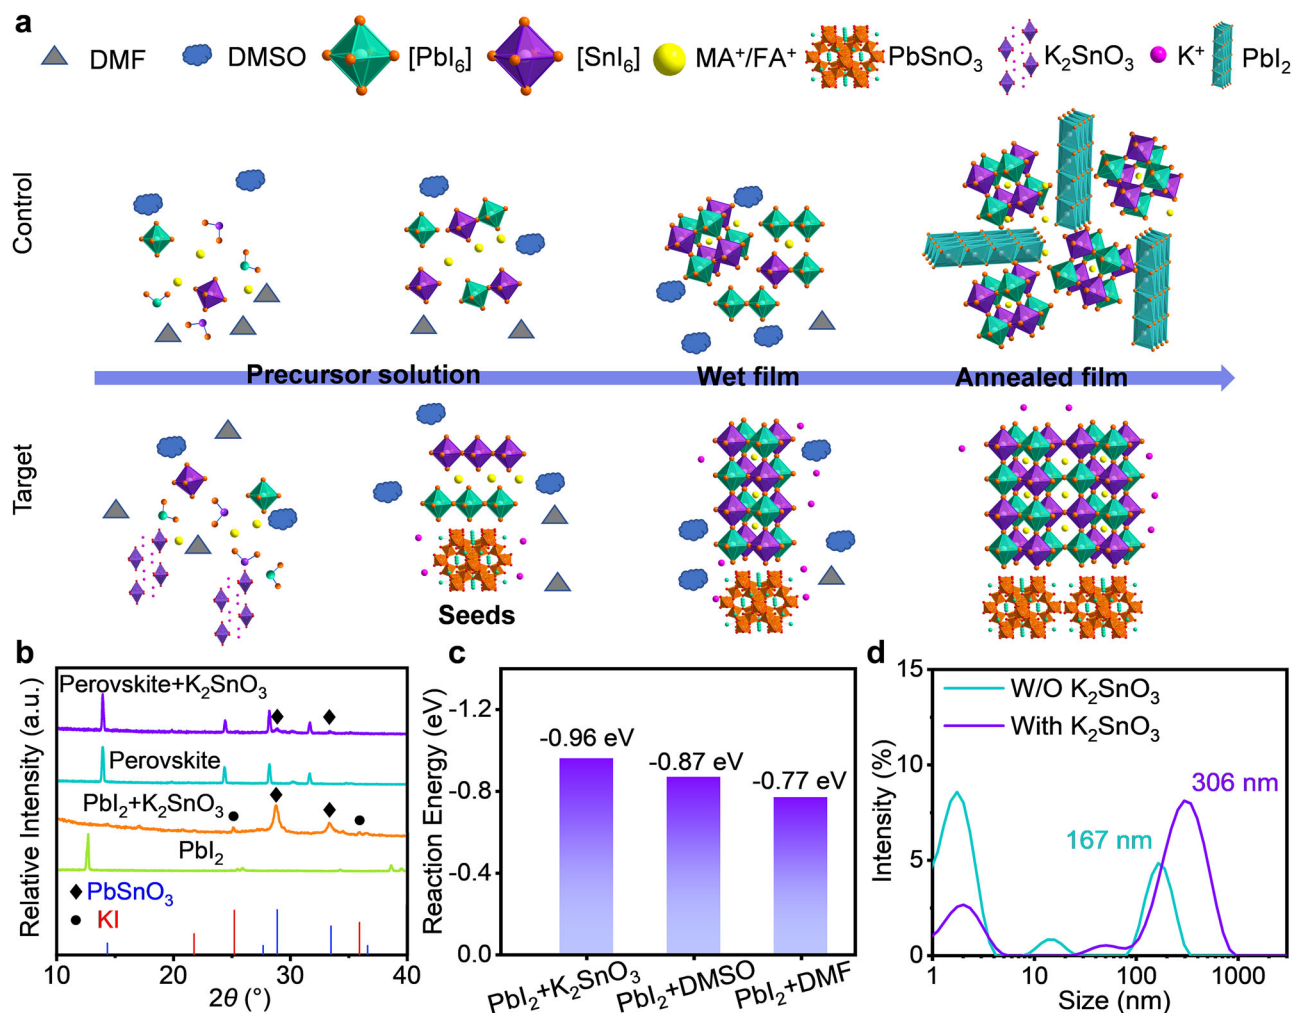 a
DMF
DMSO
[PbI₆]
[SnI₆]
MA⁺/FA⁺
PbSnO₃
K₂SnO₃
K⁺
PbI₂
Control
Precursor solution
Wet film
Annealed film
Target
Seeds
b
Relative Intensity (a.u.)
Perovskite+K₂SnO₃
Perovskite
PbI₂+K₂SnO₃
PbI₂
PbSnO₃
KI
10
20
30
40
2θ (°)
c
Reaction Energy (eV)
-1.2
-0.8
-0.4
0.0
-0.96 eV
-0.87 eV
-0.77 eV
PbI₂+K₂SnO₃
PbI₂+DMSO
PbI₂+DMF
d
Intensity (%)
15
10
5
0
W/O K₂SnO₃
With K₂SnO₃
306 nm
167 nm
1
10
100
1000
Size (nm)